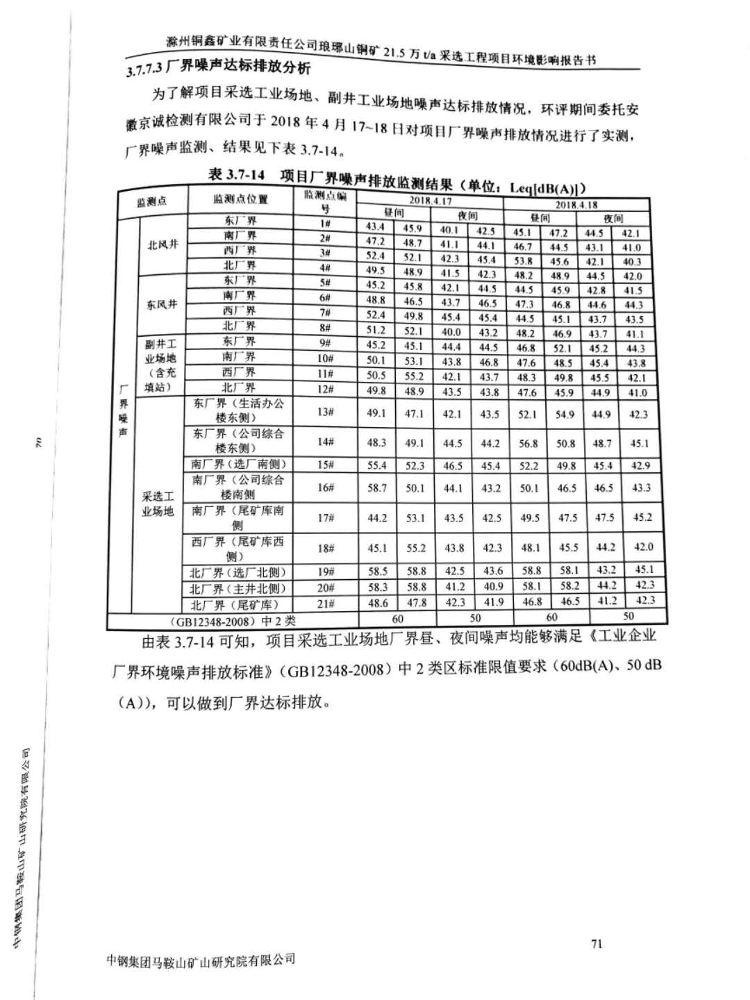 滁州铜鑫矿业有限责任公司琅琊山铜矿 21.5 万 t/a 采选工程项目环境影响报告书
3.7.7.3 厂界噪声达标排放分析
为了解项目采选工业场地、副井工业场地噪声达标排放情况，环评期间委托安
徽京诚检测有限公司于 2018 年 4 月 17~18 日对项目厂界噪声排放情况进行了实测，
厂界噪声监测、结果见下表 3.7-14。
表 3.7-14 项目厂界噪声排放监测结果（单位：Leq[dB(A)]）
监测点 监测点位置 监测点编号 2018.4.17 2018.4.18
昼间 夜间 昼间 夜间
厂界噪声
北风井
东厂界 1# 43.4 45.9 40.1 42.5 45.1 47.2 44.5 42.1
南厂界 2# 47.2 48.7 41.1 44.1 46.7 44.5 43.1 41.0
西厂界 3# 52.4 52.1 42.3 45.4 53.8 45.6 42.1 40.3
北厂界 4# 49.5 48.9 41.5 42.3 48.2 48.9 44.5 42.0
东风井
东厂界 5# 45.2 45.8 42.1 44.5 44.5 45.9 42.8 41.5
南厂界 6# 48.8 46.5 43.7 46.5 47.3 46.8 44.6 44.3
西厂界 7# 52.4 49.8 45.4 45.4 44.5 45.1 43.7 43.5
北厂界 8# 51.2 52.1 40.0 43.2 48.2 46.9 43.7 41.1
副井工业场地（含充填站）
东厂界 9# 45.2 45.1 44.4 44.5 46.8 52.1 45.2 44.3
南厂界 10# 50.1 53.1 43.8 46.8 47.6 48.5 45.4 43.8
西厂界 11# 50.5 55.2 42.1 43.7 48.3 49.8 45.5 42.1
北厂界 12# 49.8 48.9 43.5 43.8 47.6 45.9 44.9 41.0
采选工业场地
东厂界（生活办公楼东侧） 13# 49.1 47.1 42.1 43.5 52.1 54.9 44.9 42.3
东厂界（公司综合楼东侧） 14# 48.3 49.1 44.5 44.2 56.8 50.8 48.7 45.1
南厂界（选厂南侧） 15# 55.4 52.3 46.5 45.4 52.2 49.8 45.4 42.9
南厂界（公司综合楼南侧 16# 58.7 50.1 44.1 43.2 50.1 46.5 46.5 43.3
南厂界（尾矿库南侧 17# 44.2 53.1 43.5 42.5 49.5 47.5 47.5 45.2
西厂界（尾矿库西侧） 18# 45.1 55.2 43.8 42.3 48.1 45.5 44.2 42.0
北厂界（选厂北侧） 19# 58.5 58.8 42.5 43.6 58.8 58.1 43.2 45.1
北厂界（主井北侧） 20# 58.3 58.8 41.2 40.9 58.1 58.2 44.2 42.3
北厂界（尾矿库） 21# 48.6 47.8 42.3 41.9 46.8 46.5 41.2 42.3
（GB12348-2008）中 2 类 60 50 60 50
由表 3.7-14 可知，项目采选工业场地厂界昼、夜间噪声均能够满足《工业企业
厂界环境噪声排放标准》（GB12348-2008）中 2 类区标准限值要求（60dB(A)、50 dB
（A）），可以做到厂界达标排放。
71
中钢集团马鞍山矿山研究院有限公司
70
中钢集团马鞍山矿山研究院有限公司